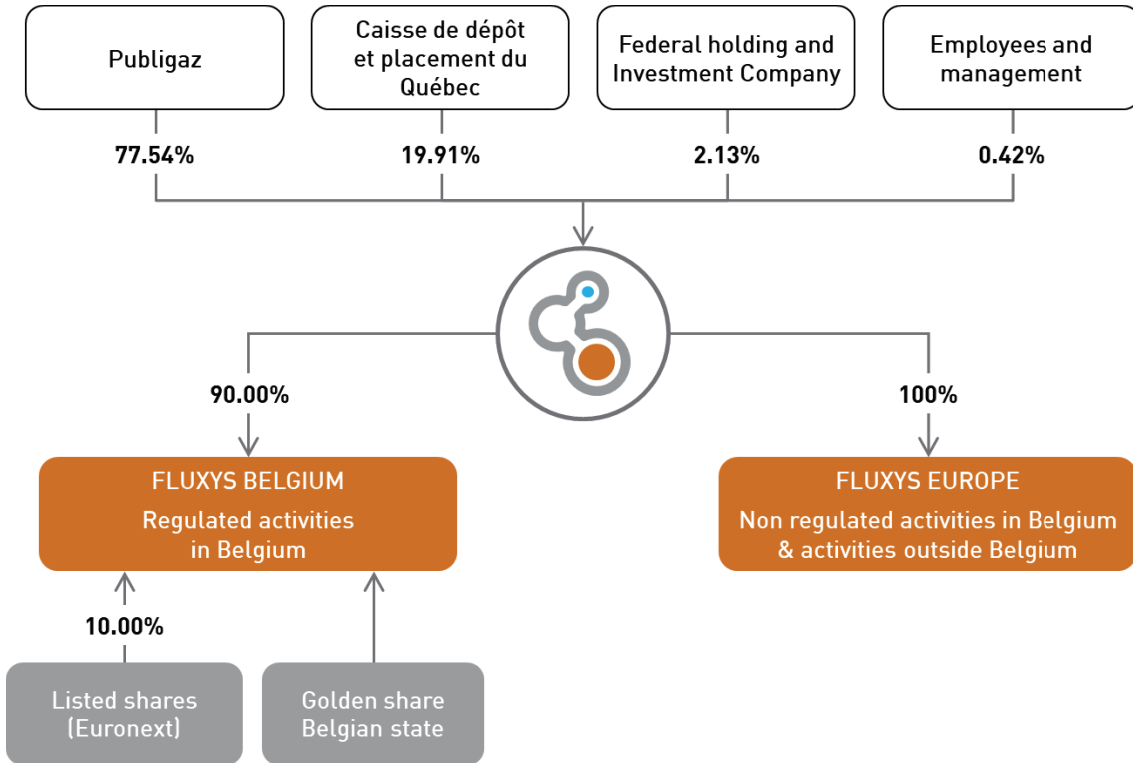 Publigaz
Caisse de dépôt
et placement du
Québec
Federal holding and
Investment Company
Employees and
management
77.54%
19.91%
2.13%
0.42%
90.00%
100%
FLUXYS BELGIUM
Regulated activities
in Belgium
FLUXYS EUROPE
Non regulated activities in Belgium
& activities outside Belgium
10.00%
Listed shares
(Euronext)
Golden share
Belgian state